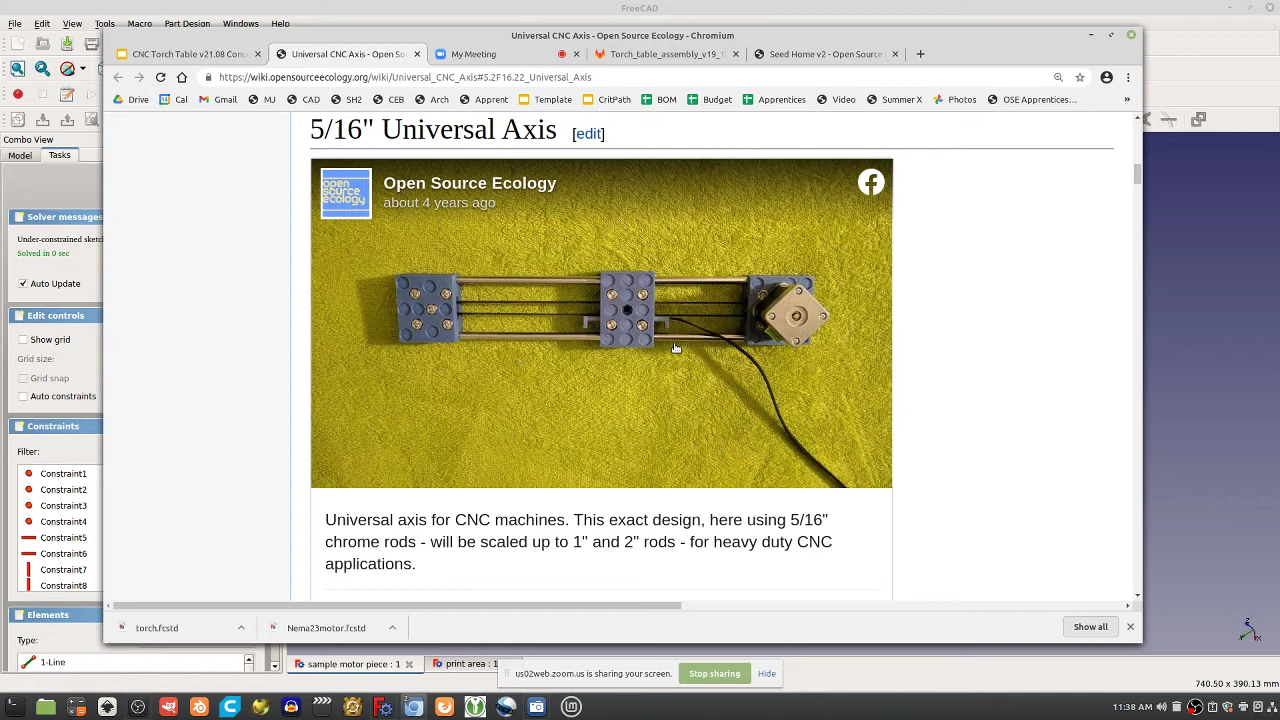 FreeCAD
File Edit View Tools Macro Part Design Windows Help
Universal CNC Axis - Open Source Ecology - Chromium
CNC Torch Table v21.08 Conc
Universal CNC Axis - Open So
My Meeting
Torch_table_assembly_v19_1
Seed Home v2 - Open Source
https://wiki.opensourceecology.org/wiki/Universal_CNC_Axis#5.2F16.22_Universal_Axis
Drive Cal Gmail MJ CAD SH2 CEB Arch Apprent Template CritPath BOM Budget Apprentices Video Summer X Photos OSE Apprentices...
Combo View
Model Tasks
Solver messages
Under-constrained sketc
Solved in 0 sec
Auto Update
Edit controls
Show grid
Grid size:
Grid snap
Auto constraints
Constraints
Filter:
Constraint1
Constraint2
Constraint3
Constraint4
Constraint5
Constraint6
Constraint7
Constraint8
Elements
Type:
1-Line
5/16" Universal Axis [edit]
open source ecology
Open Source Ecology
about 4 years ago
Universal axis for CNC machines. This exact design, here using 5/16"
chrome rods - will be scaled up to 1" and 2" rods - for heavy duty CNC
applications.
torch.fcstd
Nema23motor.fcstd
Show all
sample motor piece : 1
print area : 1
us02web.zoom.us is sharing your screen. Stop sharing Hide
740.50 x 390.13 mm
11:38 AM